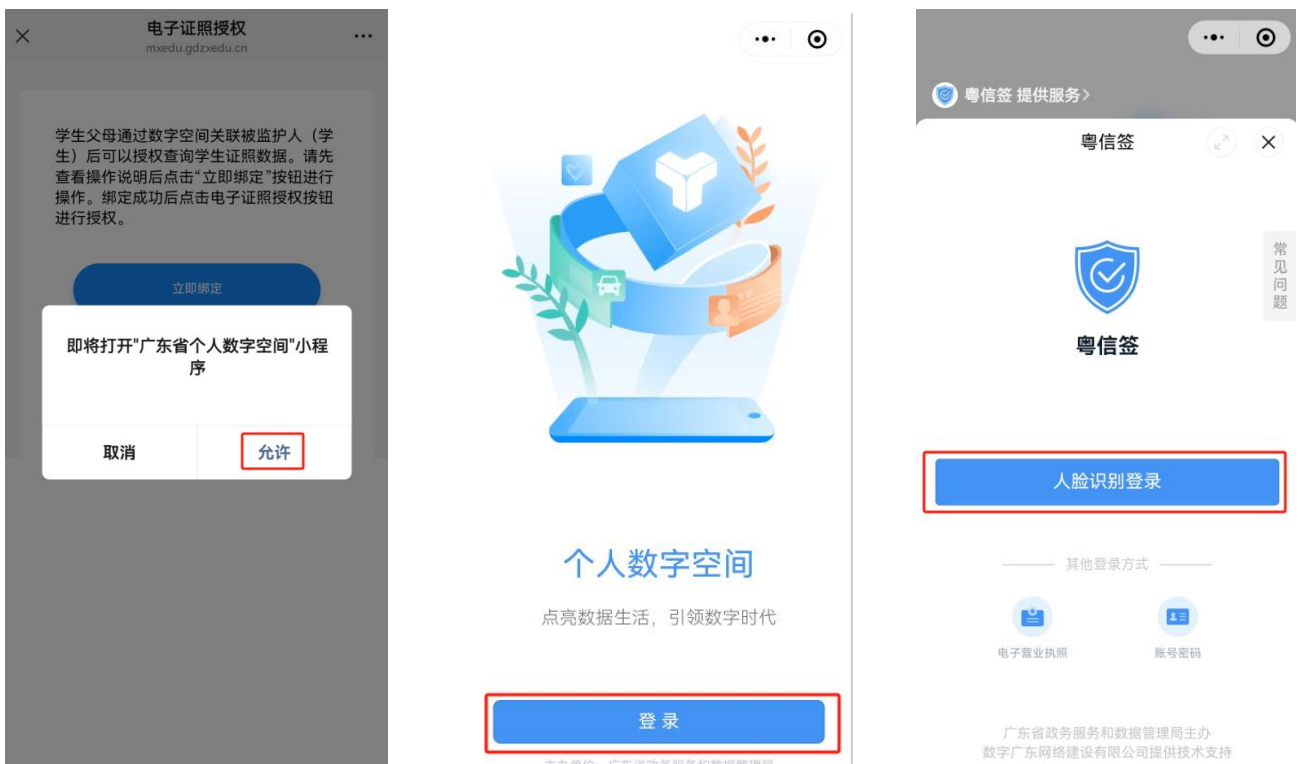 电子证照授权
mxedu.gdzxedu.cn
学生父母通过数字空间关联被监护人（学
生）后可以授权查询学生证照数据。请先
查看操作说明后点击“立即绑定”按钮进行
操作。绑定成功后点击电子证照授权按钮
进行授权。
立即绑定
即将打开"广东省个人数字空间"小程
序
取消
允许
个人数字空间
点亮数据生活，引领数字时代
登录
粤信签 提供服务>
粤信签
常见问题
粤信签
人脸识别登录
其他登录方式
电子营业执照
账号密码
广东省政务服务和数据管理局主办
数字广东网络建设有限公司提供技术支持